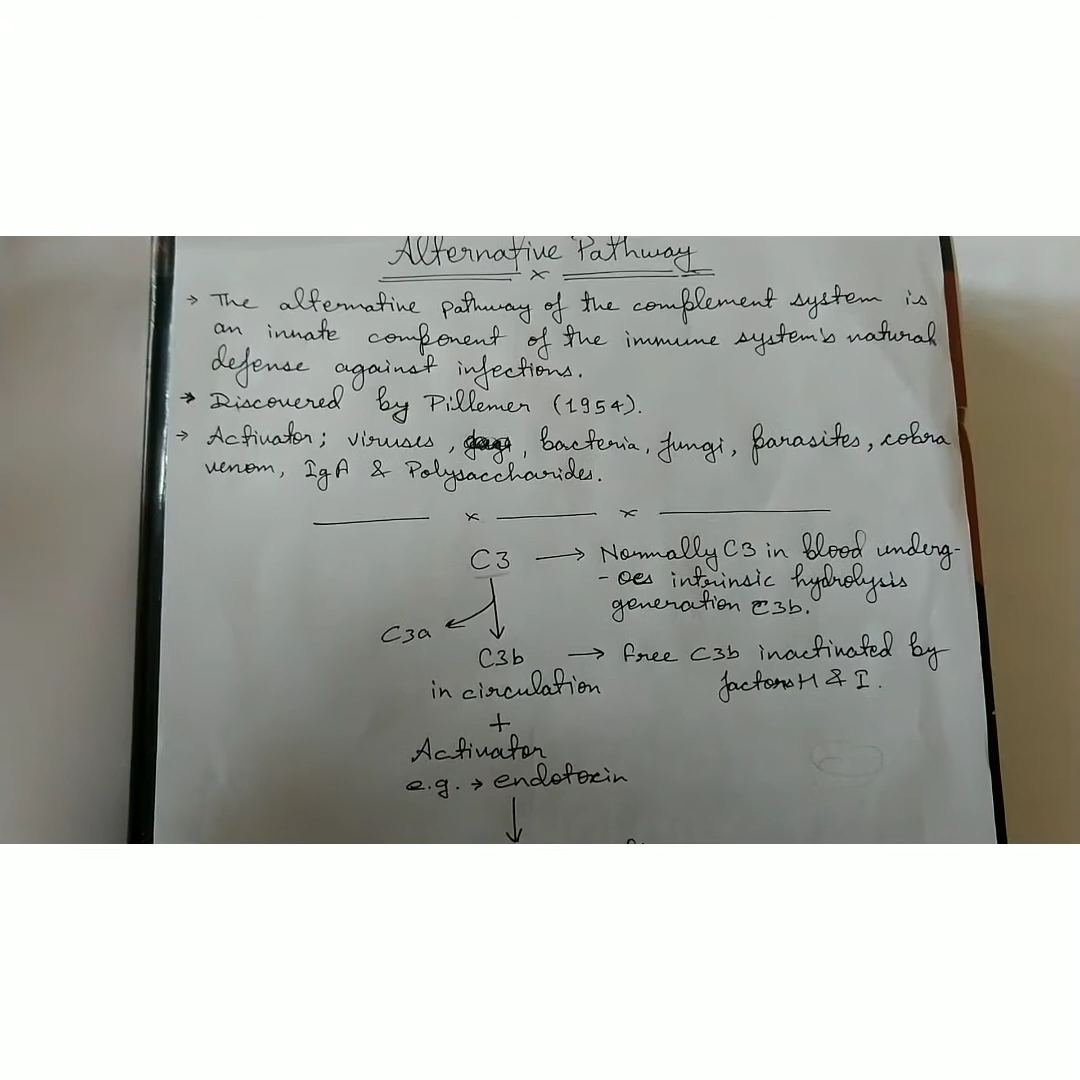 Alternative Pathway
x
→ The alternative pathway of the complement system is
an innate component of the immune system's natural
defense against infections.
→ Discovered by Pillemer (1954).
→ Activator; viruses, , bacteria, fungi, parasites, cobra
venom, IgA & Polysaccharides.
x x
C3 → Normally C3 in blood underg-
- oes intrinsic hydrolysis
generation C3b.
C3a
C3b → free C3b inactivated by
in circulation factors H & I.
+
Activator
e.g. → endotoxin